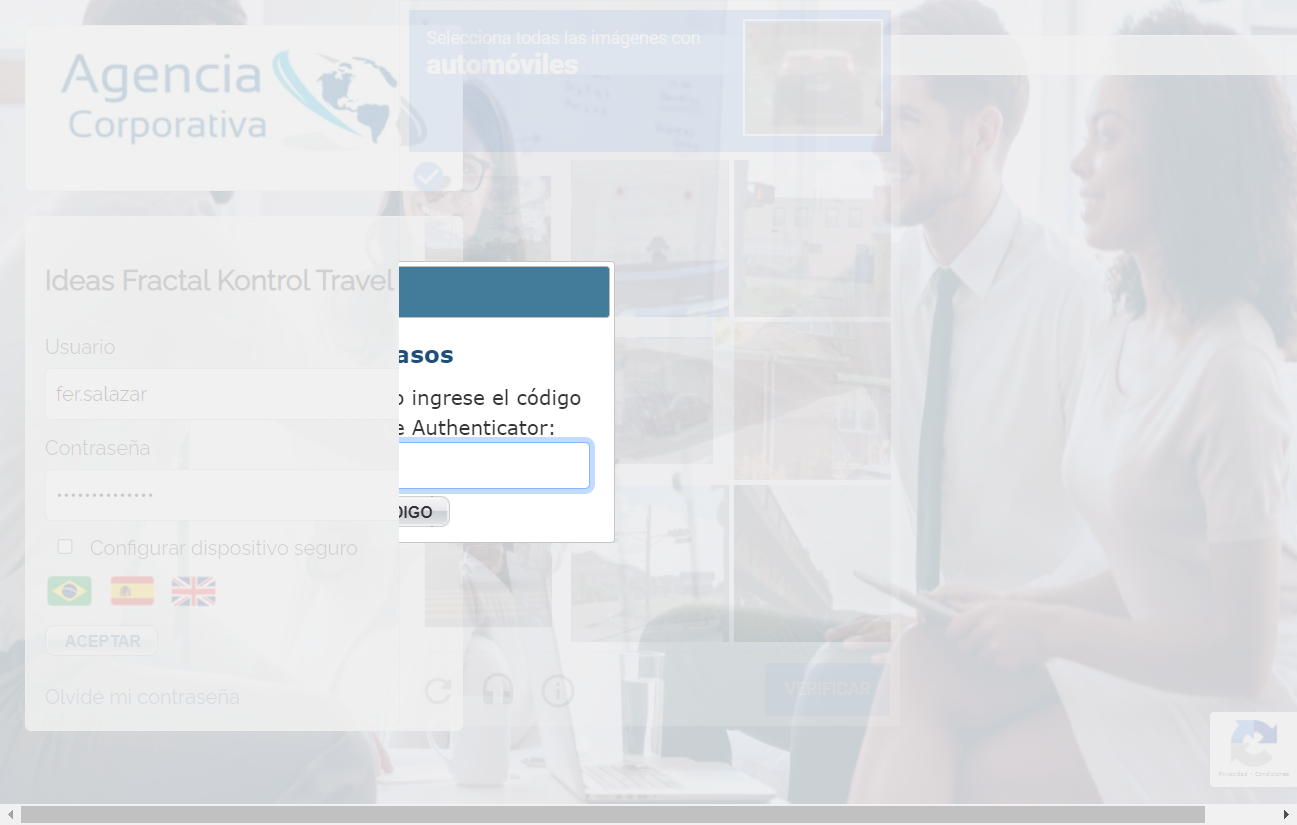 Selecciona todas las imágenes con
automóviles
Agencia
Corporativa
Ideas Fractal Kontrol Travel
Usuario
fer.salazar
Contraseña
Configurar dispositivo seguro
ACEPTAR
Olvidé mi contraseña
asos
o ingrese el código
e Authenticator:
DIGO
VERIFICAR
Privacidad - Condiciones